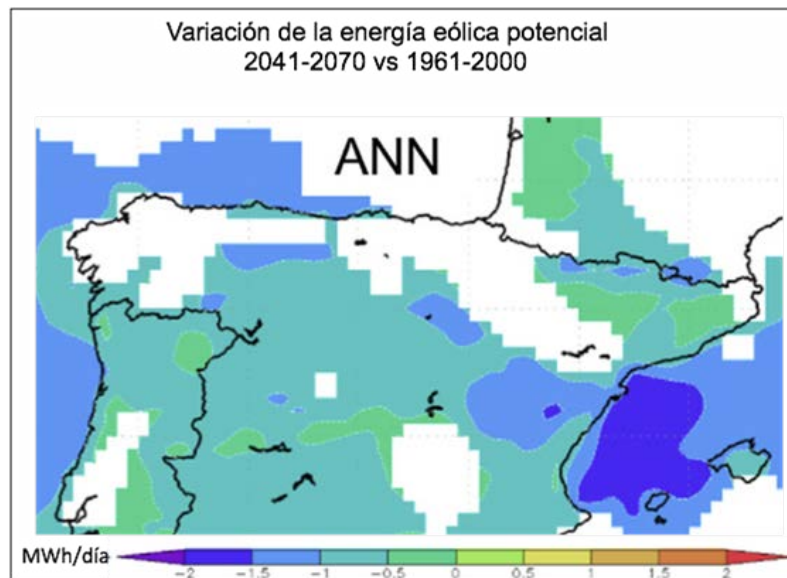 Variación de la energía eólica potencial
2041-2070 vs 1961-2000
ANN
MWh/día
−2 −1.5 −1 −0.5 0 0.5 1 1.5 2